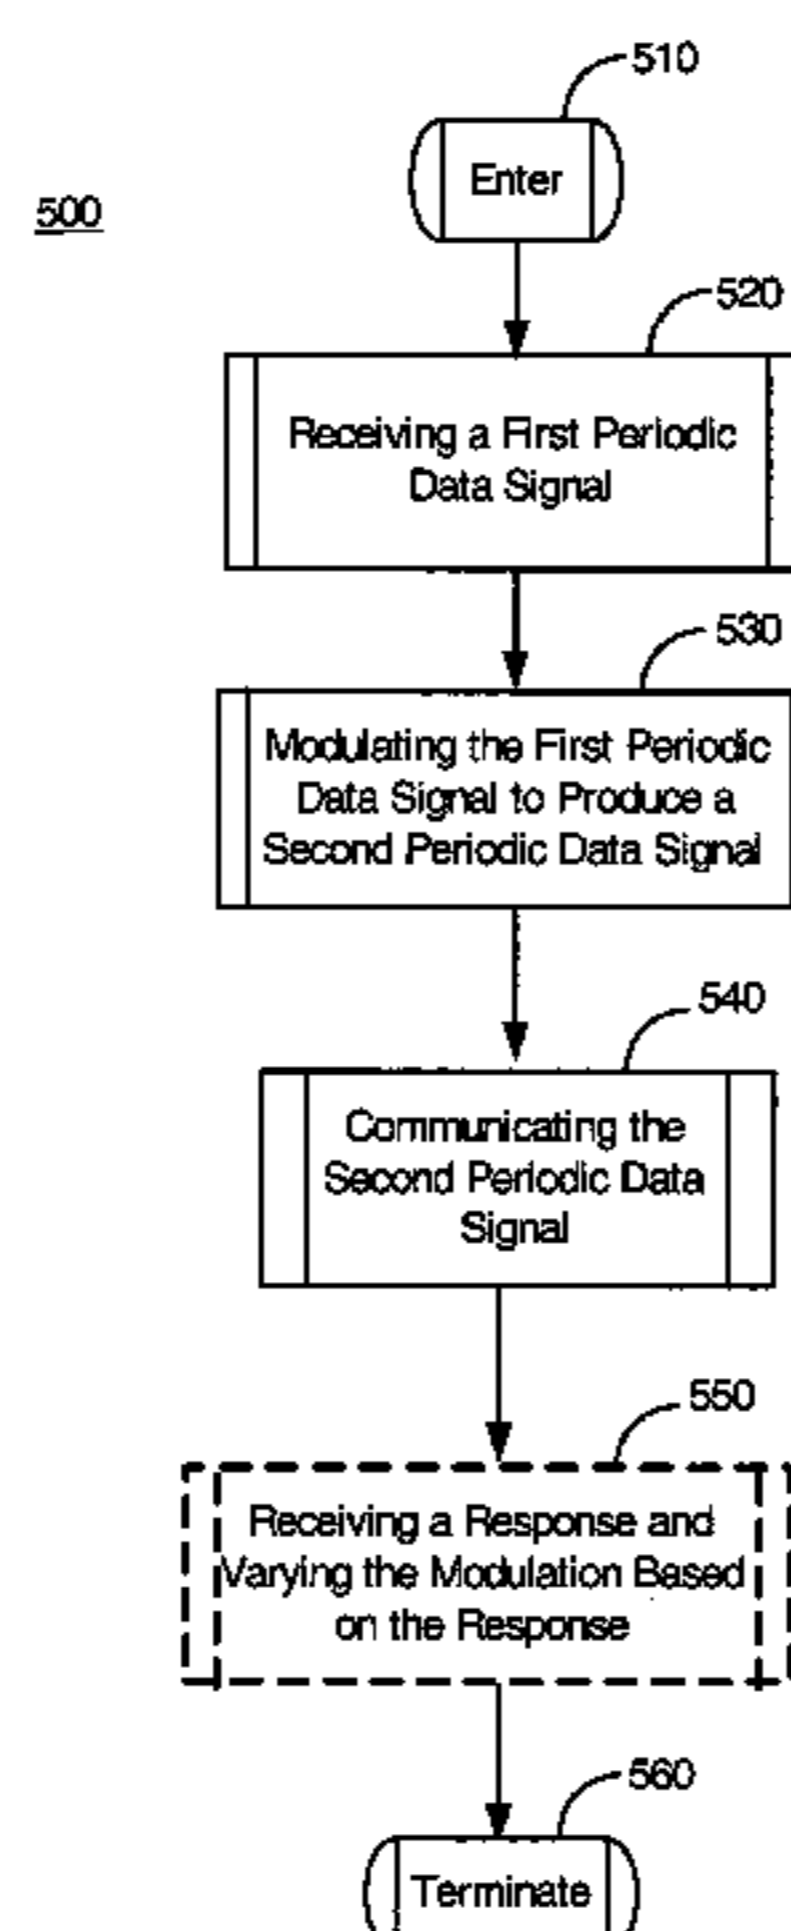 510
500
Enter
520
Receiving a First Periodic
Data Signal
530
Modulating the First Periodic
Data Signal to Produce a
Second Periodic Data Signal
540
Communicating the
Second Periodic Data
Signal
550
Receiving a Response and
Varying the Modulation Based
on the Response
560
Terminate